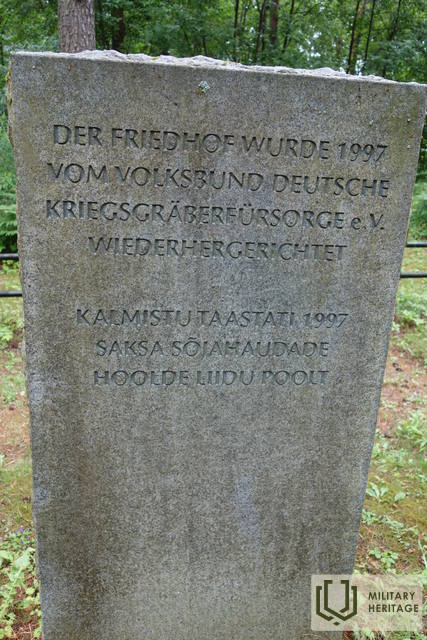 DER FRIEDHOF WURDE 1997
VOM VOLKSBUND DEUTSCHE
KRIEGSGRÄBERFÜRSORGE e.V.
WIEDERHERGERICHTET
KALMISTU TAASTATI 1997
SAKSA SÕJAHAUDADE
HOOLDE LIIDU POOLT
MILITARY
HERITAGE